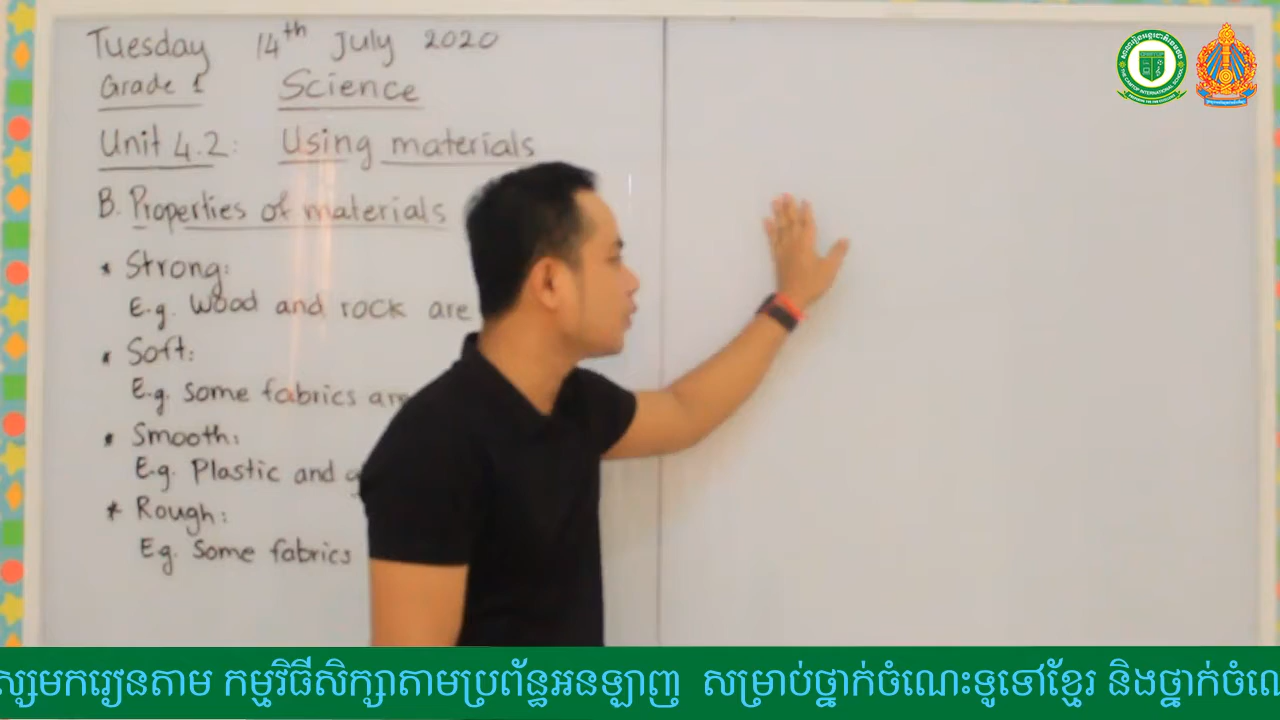 Tuesday 14th July 2020
Grade 1 Science
Unit 4.2: Using materials
B. Properties of materials
* Strong:
E.g. Wood and rock are
* Soft:
E.g. Some fabrics are
* Smooth:
E.g. Plastic and g
* Rough:
E.g. Some fabrics
ស្សមករៀនតាម កម្មវិធីសិក្សាតាមប្រព័ន្ធអនឡាញ សម្រាប់ថ្នាក់ចំណេះទូទៅខ្មែរ និងថ្នាក់ចំណេ